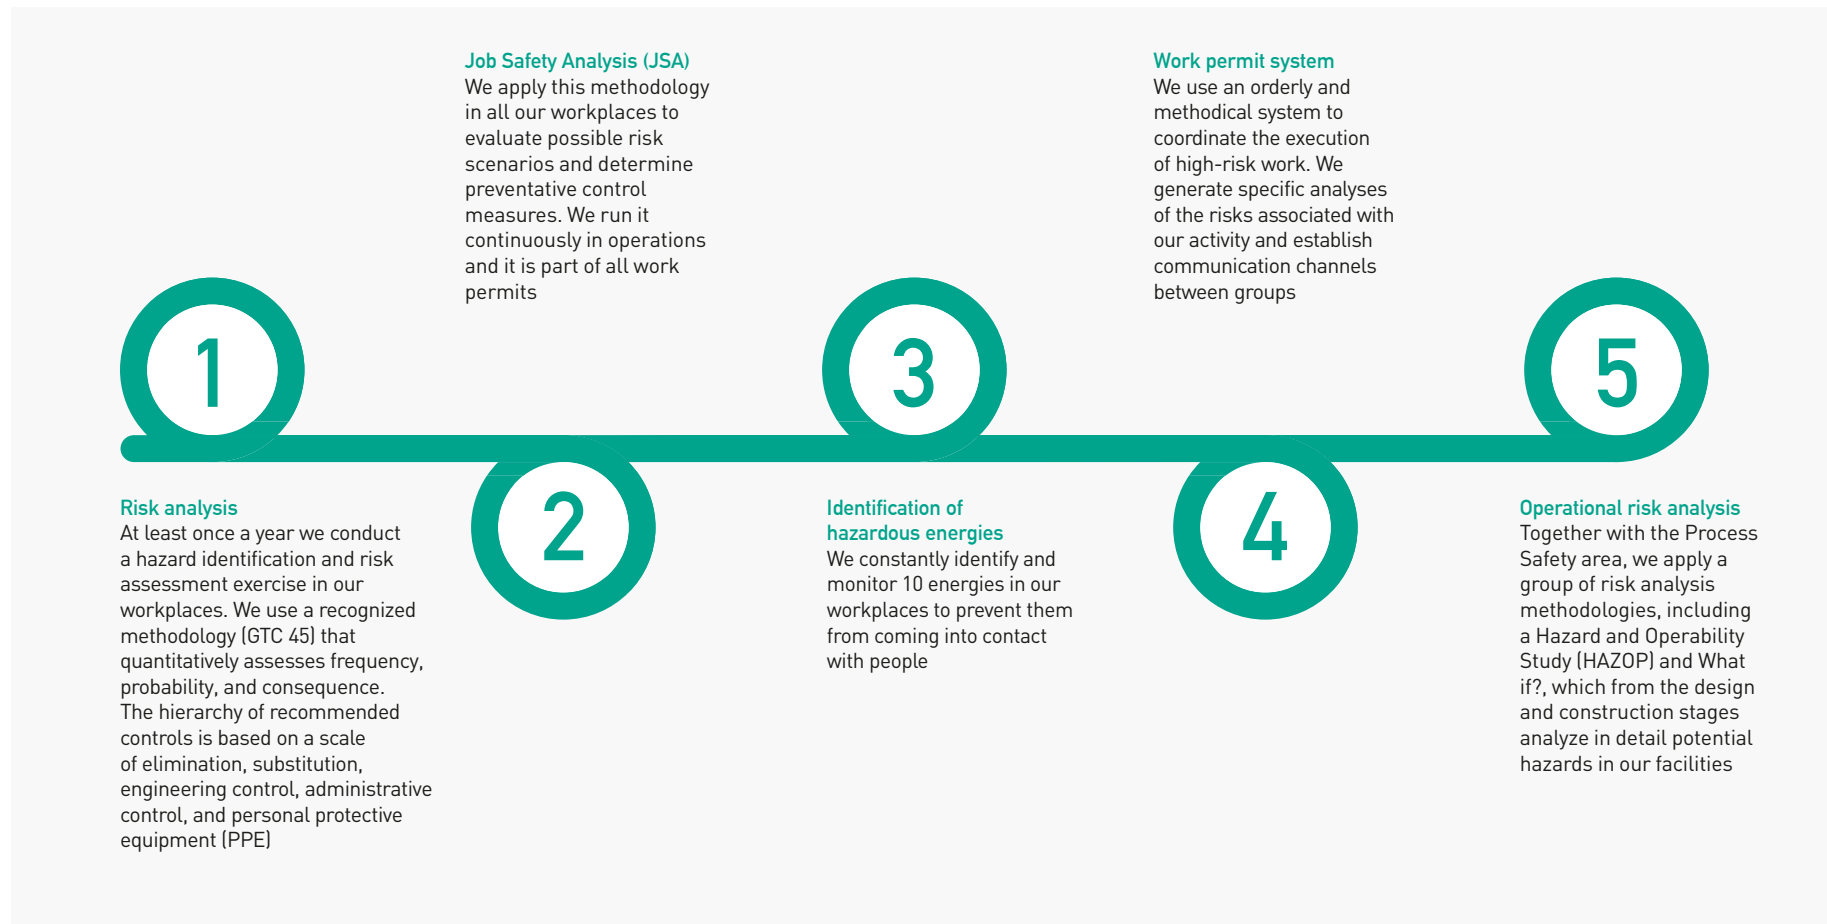 1
Risk analysis
At least once a year we conduct
a hazard identification and risk
assessment exercise in our
workplaces. We use a recognized
methodology (GTC 45) that
quantitatively assesses frequency,
probability, and consequence.
The hierarchy of recommended
controls is based on a scale
of elimination, substitution,
engineering control, administrative
control, and personal protective
equipment (PPE)
Job Safety Analysis (JSA)
We apply this methodology
in all our workplaces to
evaluate possible risk
scenarios and determine
preventative control
measures. We run it
continuously in operations
and it is part of all work
permits
2
3
Identification of
hazardous energies
We constantly identify and
monitor 10 energies in our
workplaces to prevent them
from coming into contact
with people
Work permit system
We use an orderly and
methodical system to
coordinate the execution
of high-risk work. We
generate specific analyses
of the risks associated with
our activity and establish
communication channels
between groups
4
5
Operational risk analysis
Together with the Process
Safety area, we apply a
group of risk analysis
methodologies, including
a Hazard and Operability
Study (HAZOP) and What
if?, which from the design
and construction stages
analyze in detail potential
hazards in our facilities